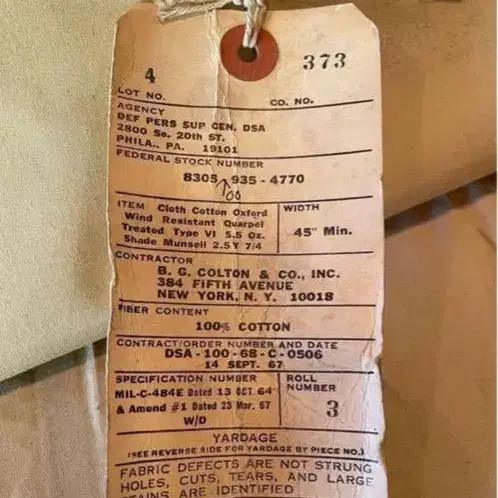 4 373
LOT NO. CO. NO.
AGENCY
DEF PERS SUP CEN. DSA
2800 So. 20th ST.
PHILA., PA. 19101
FEDERAL STOCK NUMBER
8305 935 - 4770
00
ITEM Cloth Cotton Oxford
Wind Resistant Quarpel
Treated Type VI 5.5 Oz.
Shade Munsell 2.5Y 7/4
WIDTH
45" Min.
CONTRACTOR
B. G. COLTON & CO., INC.
384 FIFTH AVENUE
NEW YORK, N. Y. 10018
FIBER CONTENT
100% COTTON
CONTRACT/ORDER NUMBER AND DATE
DSA - 100 - 68 - C - 0506
14 SEPT. 67
SPECIFICATION NUMBER
MIL-C-484E Dated 13 OCT 64
& Amend #1 Dated 23 Mar. 67
W/D
ROLL
NUMBER
3
YARDAGE
(SEE REVERSE SIDE FOR YARDAGE BY PIECE NO.)
FABRIC DEFECTS ARE NOT STRUNG
HOLES, CUTS, TEARS, AND LARGE
STAINS ARE IDENTIFIED